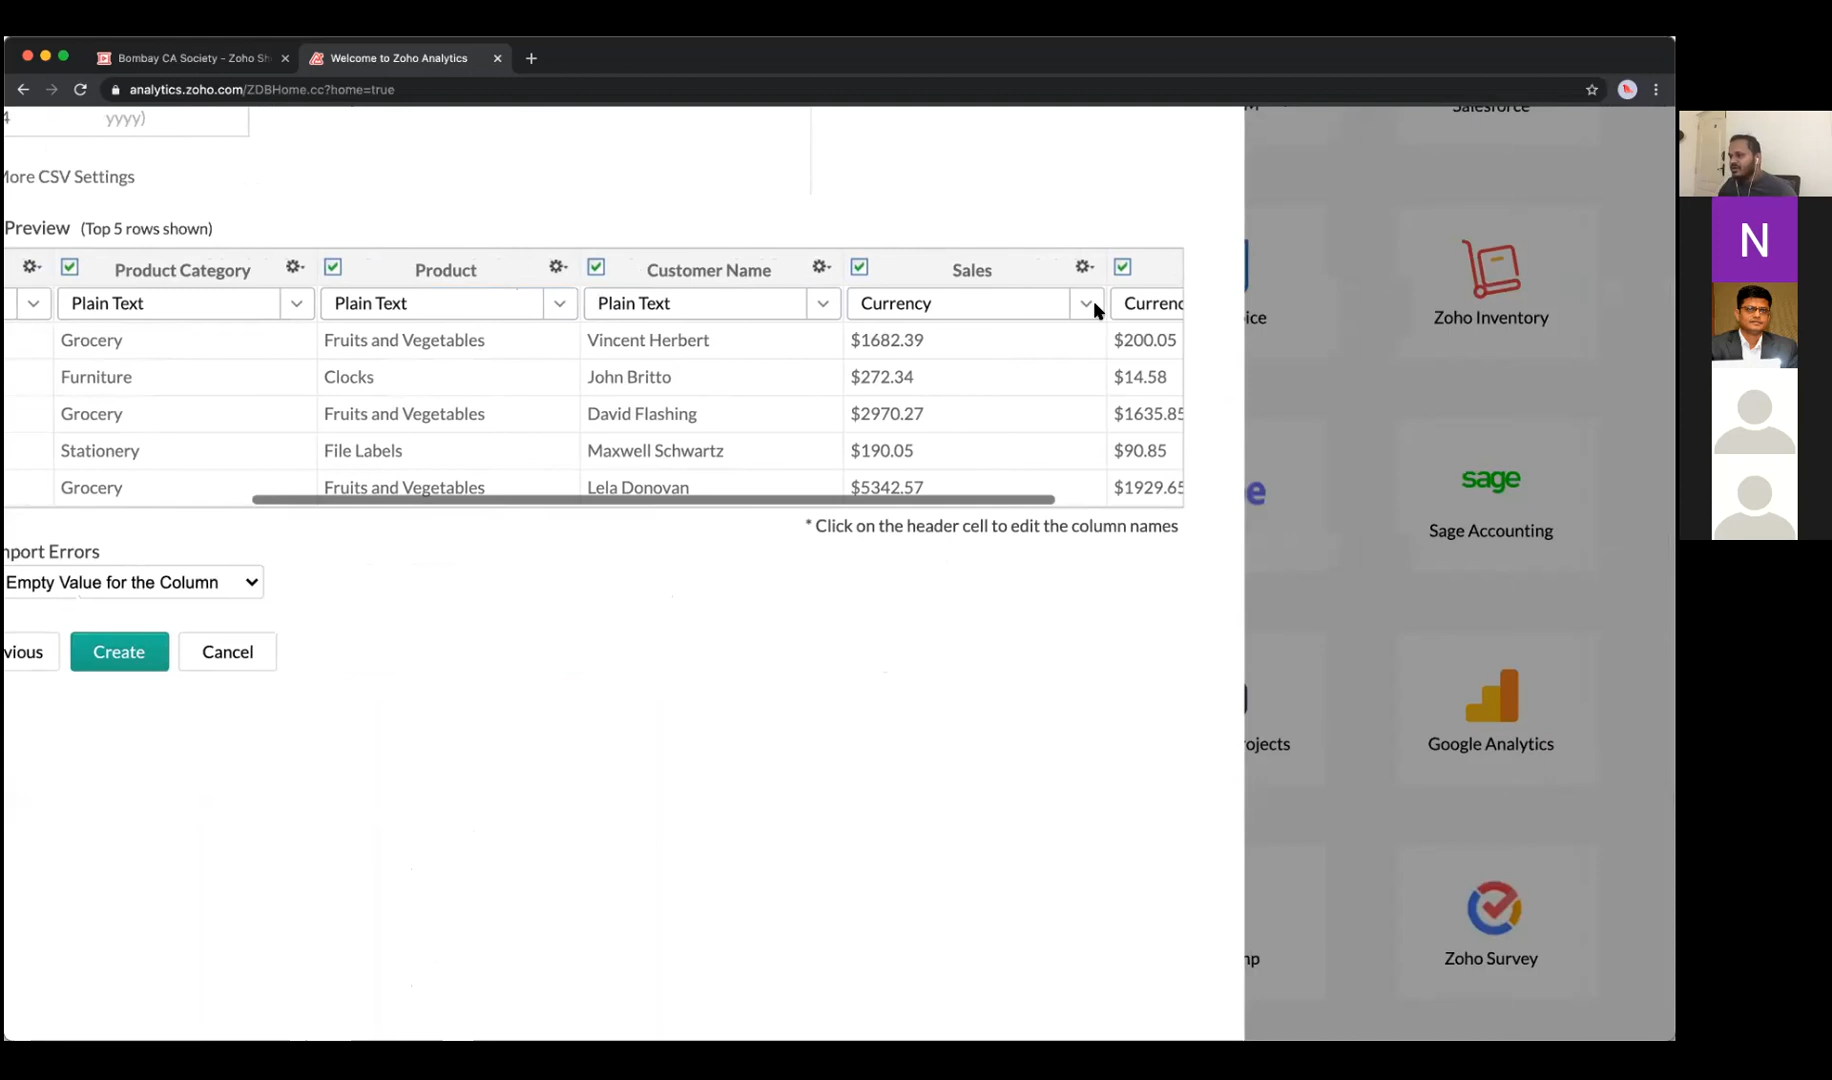 Bombay CA Society - Zoho Sh
Welcome to Zoho Analytics
analytics.zoho.com/ZDBHome.cc?home=true
4 yyyy)
More CSV Settings
Preview (Top 5 rows shown)
Product Category Product Customer Name Sales
Plain Text Plain Text Plain Text Currency Currenc
Grocery Fruits and Vegetables Vincent Herbert $1682.39 $200.05
Furniture Clocks John Britto $272.34 $14.58
Grocery Fruits and Vegetables David Flashing $2970.27 $1635.85
Stationery File Labels Maxwell Schwartz $190.05 $90.85
Grocery Fruits and Vegetables Lela Donovan $5342.57 $1929.65
* Click on the header cell to edit the column names
mport Errors
Empty Value for the Column
vious Create Cancel
Salesforce
oice
Zoho Inventory
e
sage
Sage Accounting
ojects
Google Analytics
mp
Zoho Survey
N